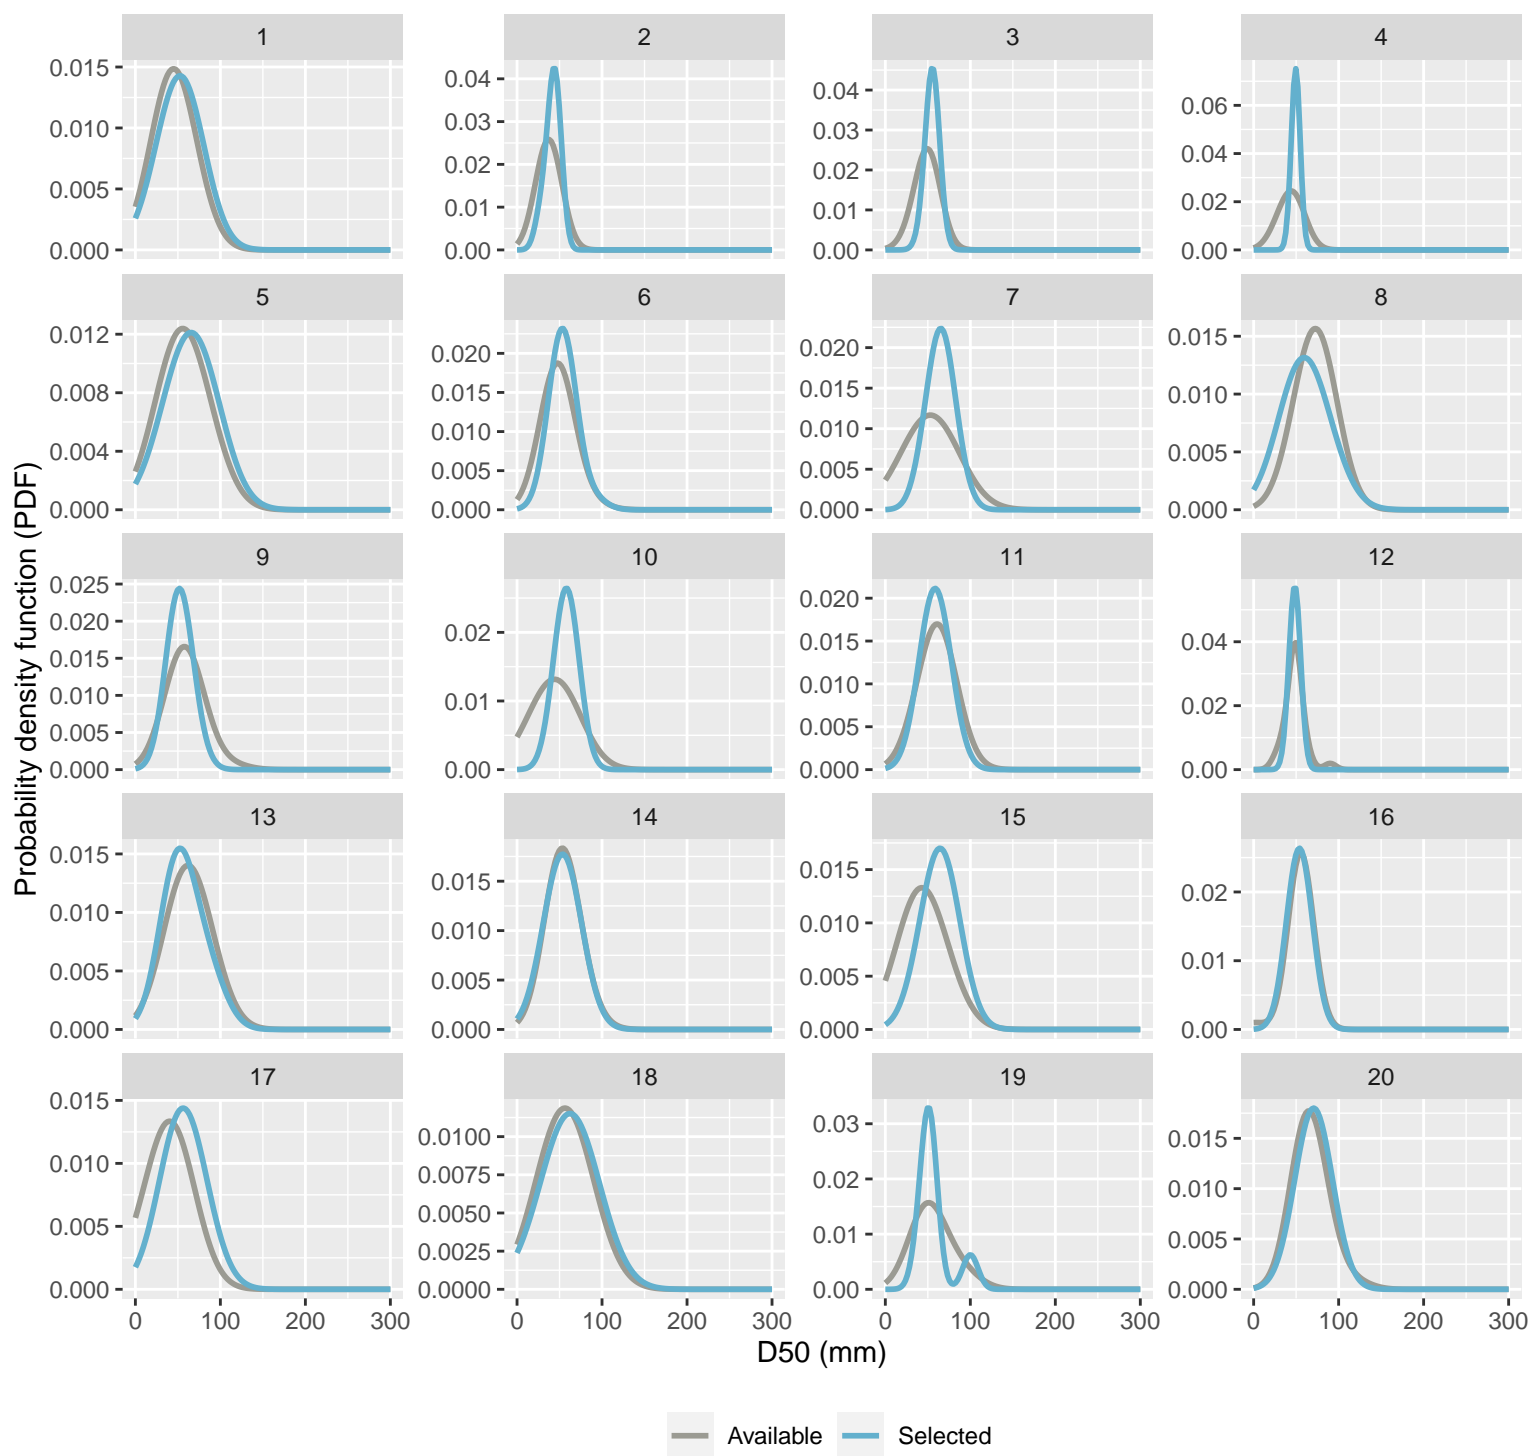 1 2 3 4
0.015 0.010 0.005 0.000
0.04 0.03 0.02 0.01 0.00
0.04 0.03 0.02 0.01 0.00
0.06 0.04 0.02 0.00
5 6 7 8
0.012 0.008 0.004 0.000
0.020 0.015 0.010 0.005 0.000
0.020 0.015 0.010 0.005 0.000
0.015 0.010 0.005 0.000
Probability density function (PDF)
9 10 11 12
0.025 0.020 0.015 0.010 0.005 0.000
0.02 0.01 0.00
0.020 0.015 0.010 0.005 0.000
0.04 0.02 0.00
13 14 15 16
0.015 0.010 0.005 0.000
0.015 0.010 0.005 0.000
0.015 0.010 0.005 0.000
0.02 0.01 0.00
17 18 19 20
0.015 0.010 0.005 0.000
0.0100 0.0075 0.0050 0.0025 0.0000
0.03 0.02 0.01 0.00
0.015 0.010 0.005 0.000
0 100 200 300 0 100 200 300 0 100 200 300 0 100 200 300
D50 (mm)
Available Selected